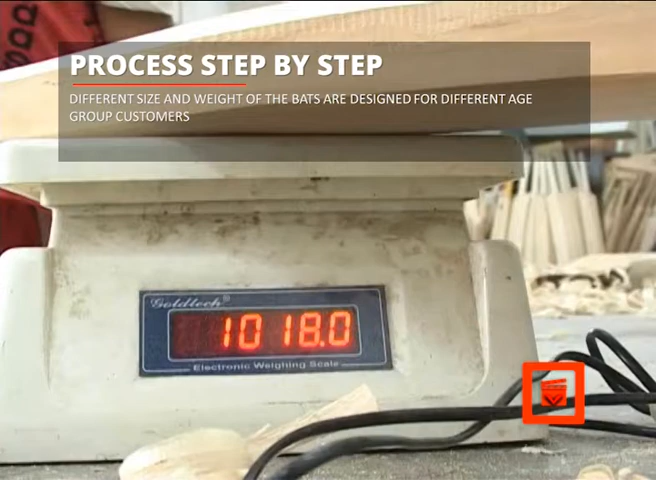 PROCESS STEP BY STEP
DIFFERENT SIZE AND WEIGHT OF THE BATS ARE DESIGNED FOR DIFFERENT AGE
GROUP CUSTOMERS
Goldtech®
1018.0
Electronic Weighing Scale